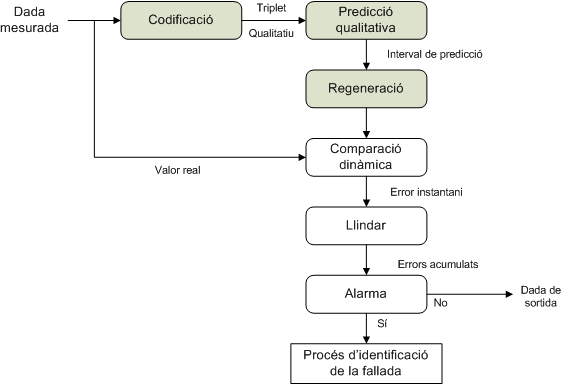 Dada
mesurada
Codificació
Triplet
Qualitatiu
Predicció
qualitativa
Interval de predicció
Regeneració
Comparació
dinàmica
Valor real
Error instantani
Llindar
Errors acumulats
Alarma
No
Dada de
sortida
Sí
Procés d'identificació
de la fallada